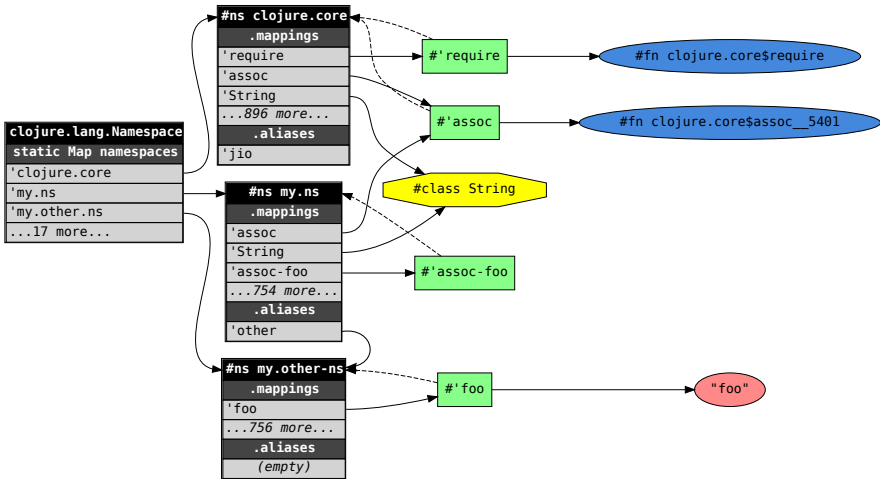 clojure.lang.Namespace
static Map namespaces
'clojure.core
'my.ns
'my.other.ns
...17 more...
#ns clojure.core
.mappings
'require
'assoc
'String
...896 more...
.aliases
'jio
#ns my.ns
.mappings
'assoc
'String
'assoc-foo
...754 more...
.aliases
'other
#ns my.other-ns
.mappings
'foo
...756 more...
.aliases
(empty)
#'require
#'assoc
#class String
#'assoc-foo
#'foo
#fn clojure.core$require
#fn clojure.core$assoc__5401
"foo"